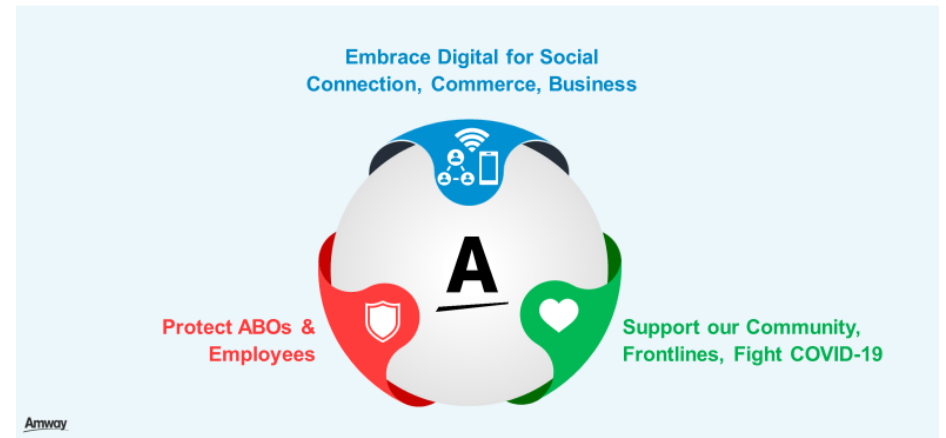 Embrace Digital for Social
Connection, Commerce, Business
A
Protect ABOs &
Employees
Support our Community,
Frontlines, Fight COVID-19
Amway